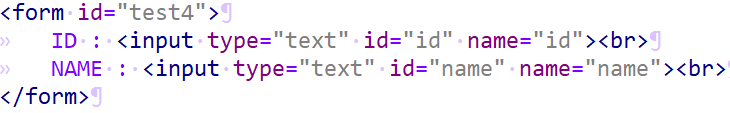 <form id="test4">
ID : <input type="text" id="id" name="id"><br>
NAME : <input type="text" id="name" name="name"><br>
</form>